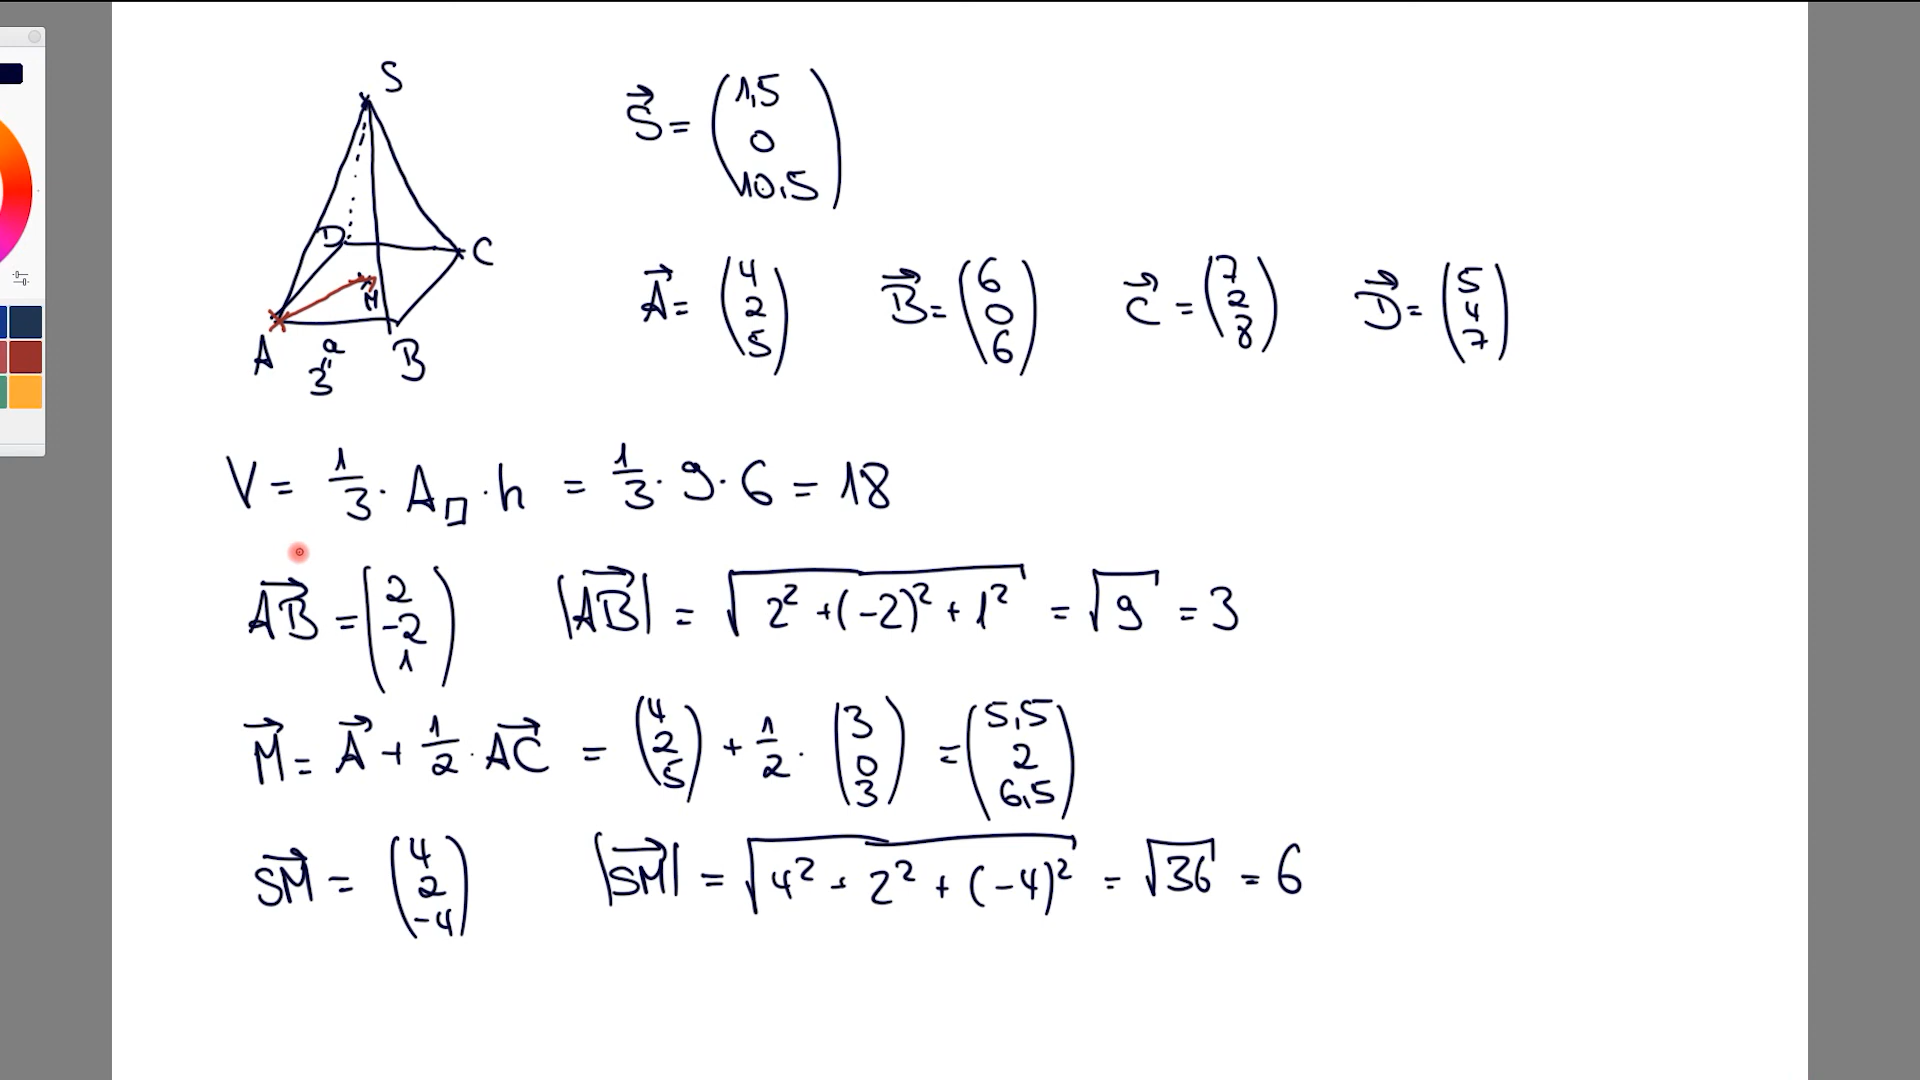 S
S⃗ = (1,5 0 10,5)
D
C
M
A
B
a
"
3
A⃗ = (4 2 5) B⃗ = (6 0 6) C⃗ = (7 2 8) D⃗ = (5 4 7)
V = 1/3 · A□ · h = 1/3 · 9 · 6 = 18
AB⃗ = (2 -2 1) |AB⃗| = √(2² + (-2)² + 1²) = √9 = 3
M⃗ = A⃗ + 1/2 · AC⃗ = (4 2 5) + 1/2 · (3 0 3) = (5,5 2 6,5)
SM⃗ = (4 2 -4) |SM⃗| = √(4² + 2² + (-4)²) = √36 = 6